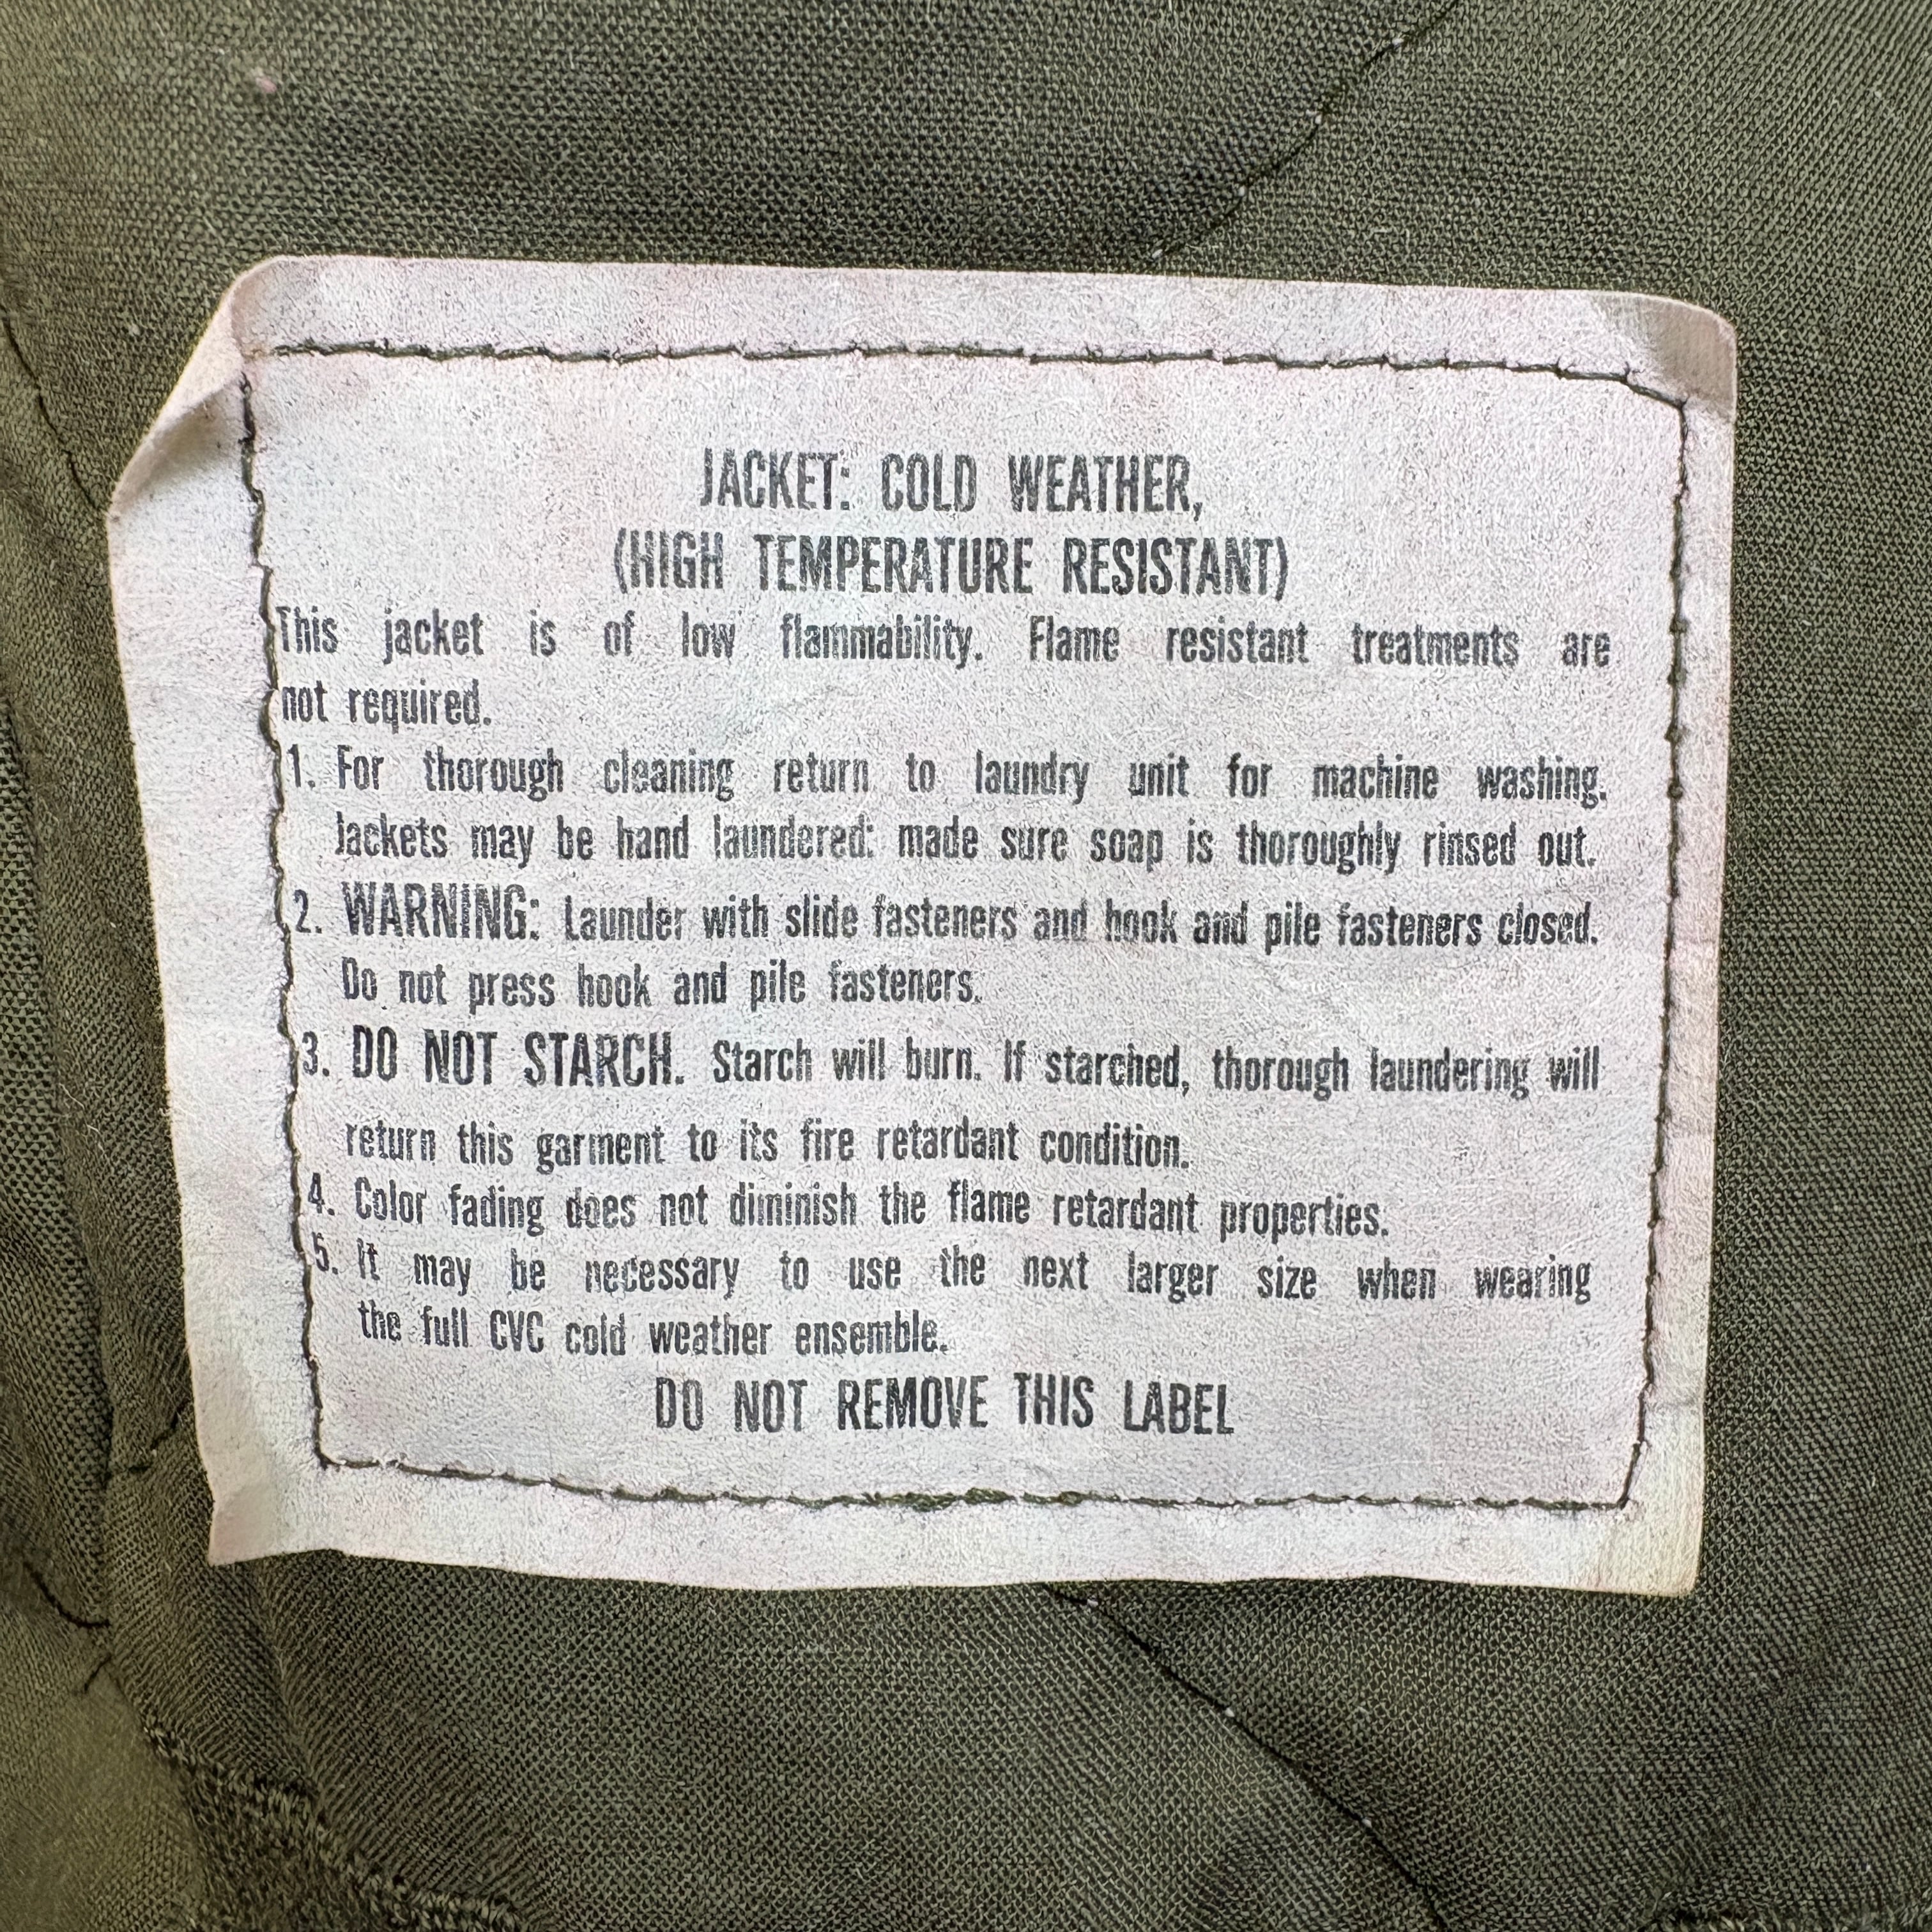 JACKET: COLD WEATHER,
(HIGH TEMPERATURE RESISTANT)
This jacket is of low flammability. Flame resistant treatments are
not required.
1. For thorough cleaning return to laundry unit for machine washing.
Jackets may be hand laundered: made sure soap is thoroughly rinsed out.
2. WARNING: Launder with slide fasteners and hook and pile fasteners closed.
Do not press hook and pile fasteners.
3. DO NOT STARCH. Starch will burn. If starched, thorough laundering will
return this garment to its fire retardant condition.
4. Color fading does not diminish the flame retardant properties.
5. It may be necessary to use the next larger size when wearing
the full CVC cold weather ensemble.
DO NOT REMOVE THIS LABEL